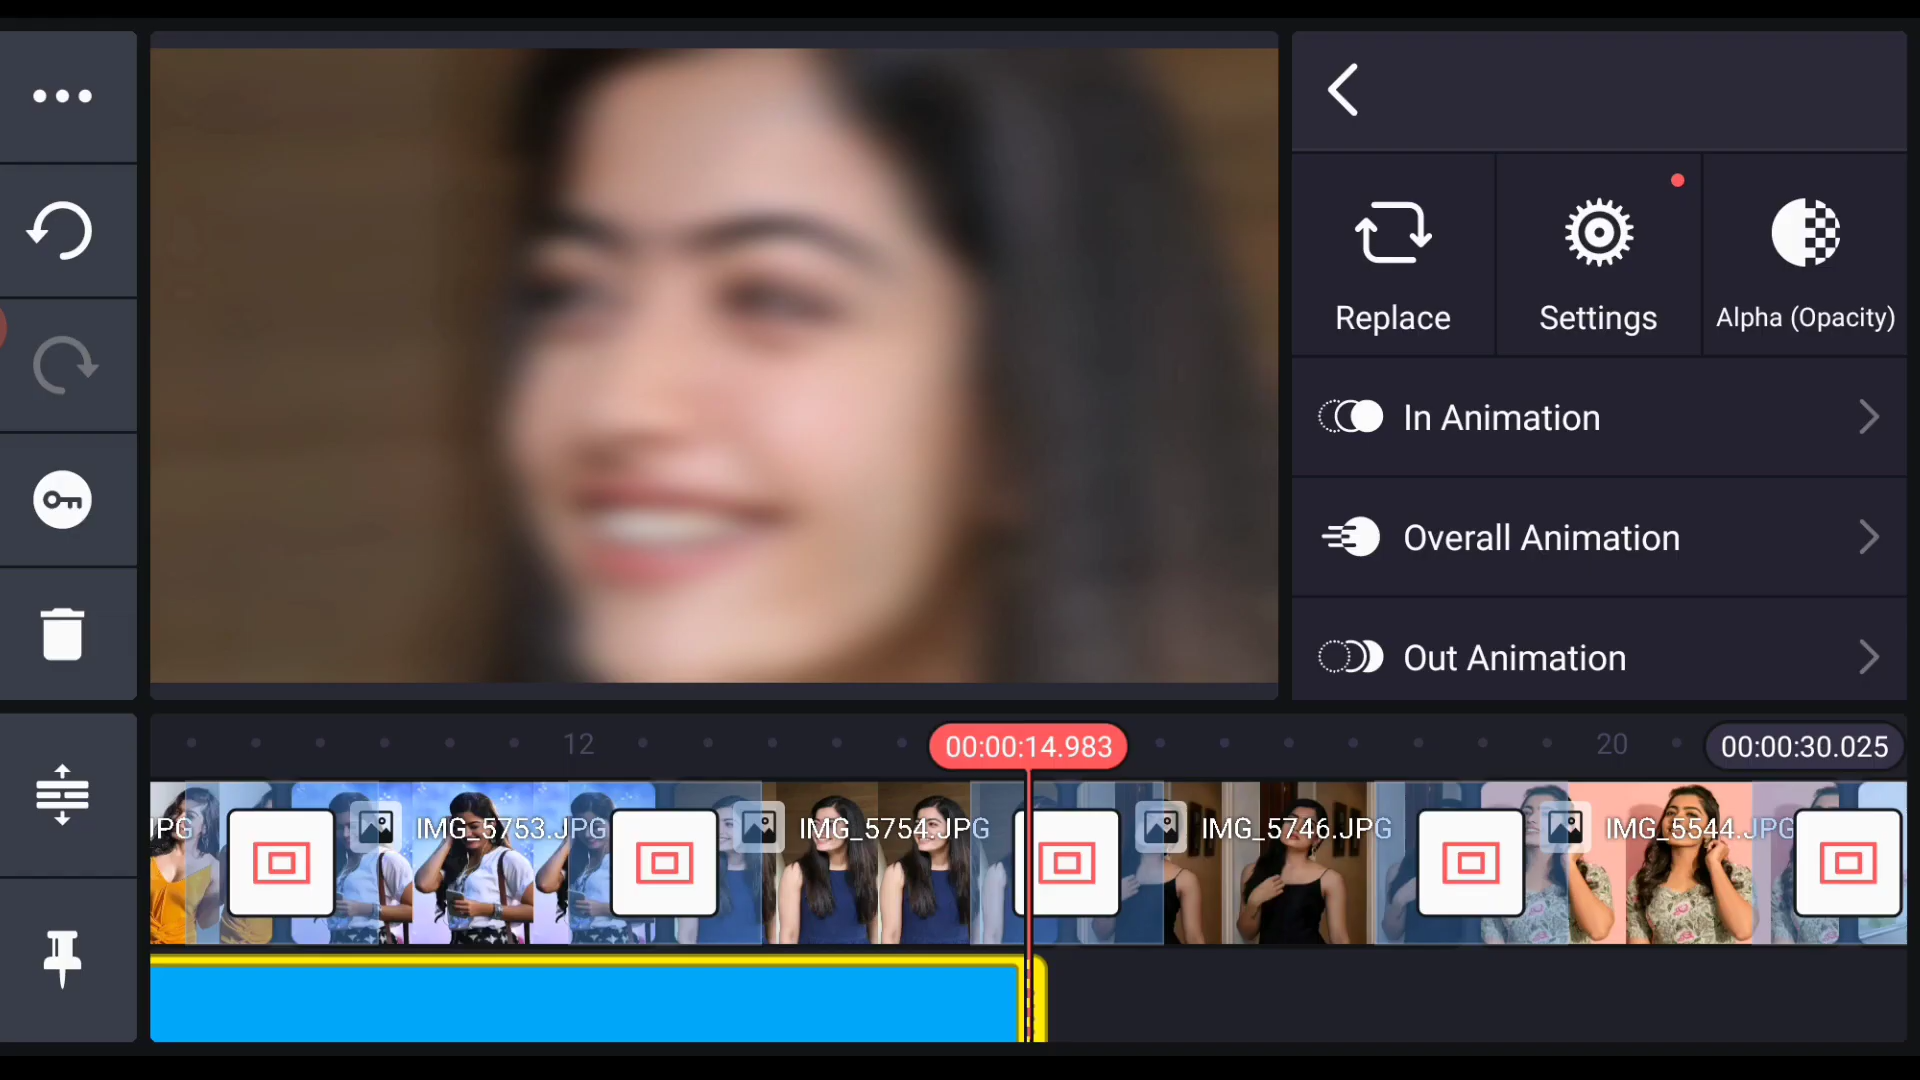 Replace
Settings
Alpha (Opacity)
In Animation
Overall Animation
Out Animation
12
00:00:14.983
20
00:00:30.025
JPG
IMG_5753.JPG
IMG_5754.JPG
IMG_5746.JPG
IMG_5544.JPG